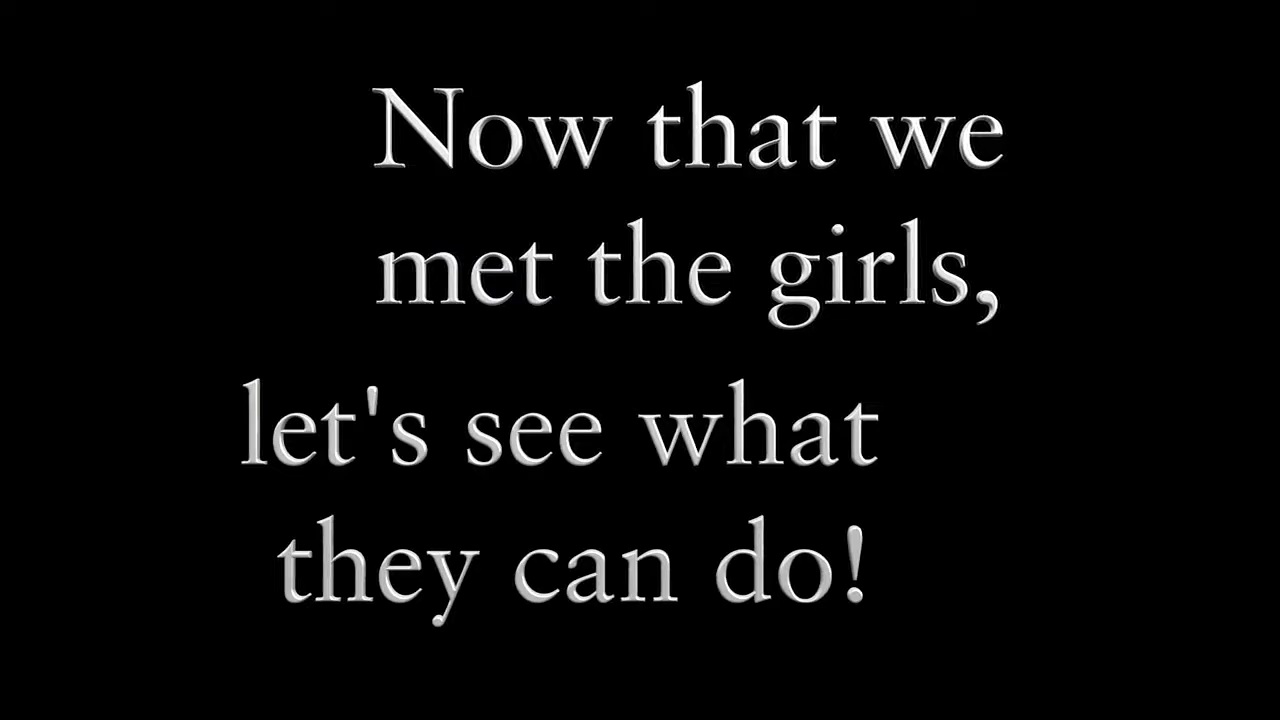 Now that we
met the girls,
let's see what
they can do!